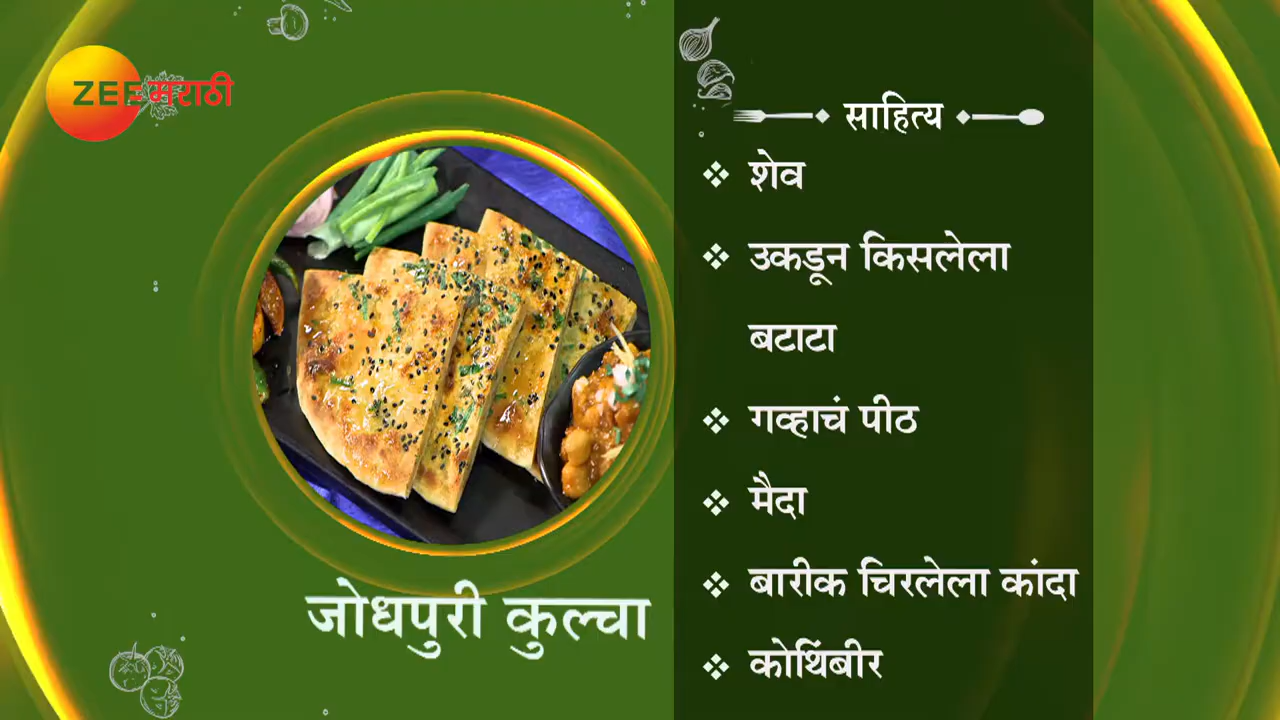 ZEE मराठी
साहित्य
शेव
उकडून किसलेला
बटाटा
गव्हाचं पीठ
मैदा
बारीक चिरलेला कांदा
कोथिंबीर
जोधपुरी कुल्चा